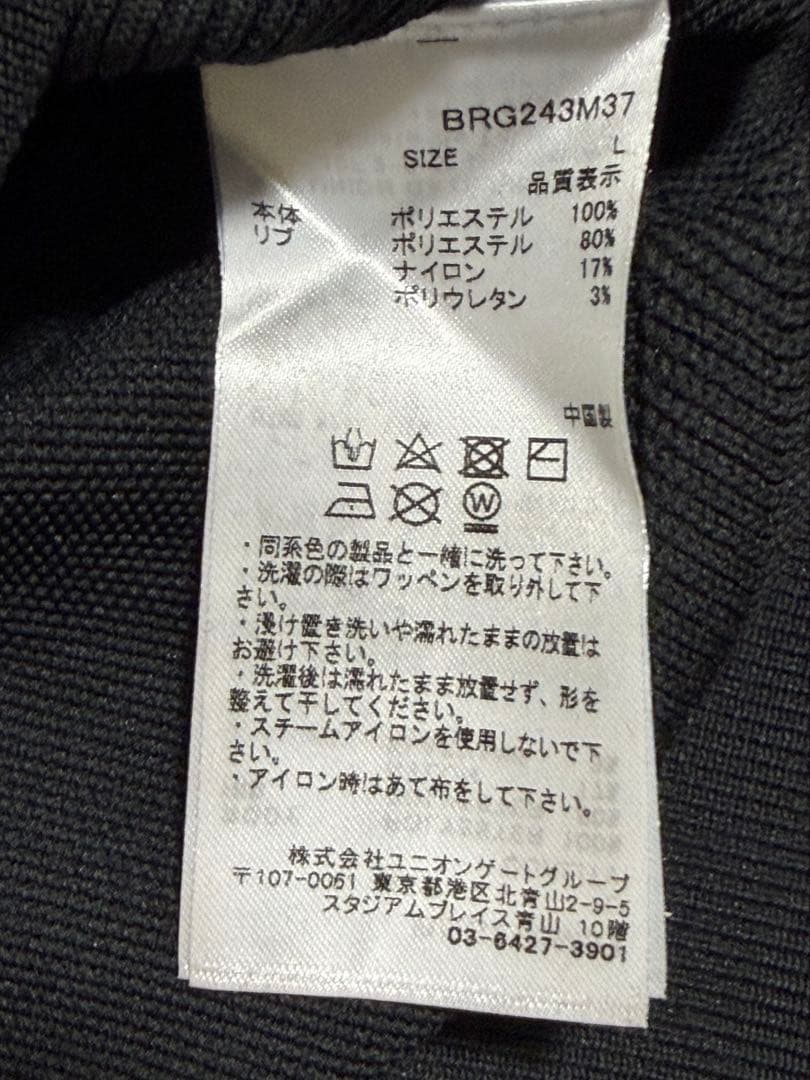 BRG243M37
SIZE L
品質表示
本体 ポリエステル 100%
リブ ポリエステル 80%
ナイロン 17%
ポリウレタン 3%
中国製
W
・同系色の製品と一緒に洗って下さい。
・洗濯の際はワッペンを取り外して下
さい。
・浸け置き洗いや濡れたままの放置は
お避け下さい。
・洗濯後は濡れたまま放置せず、形を
整えて干してください。
・スチームアイロンを使用しないで下
さい。
・アイロン時はあて布をして下さい。
株式会社ユニオンゲートグループ
〒107-0061 東京都港区北青山2-9-5
スタジアムプレイス青山 10階
03-6427-3901